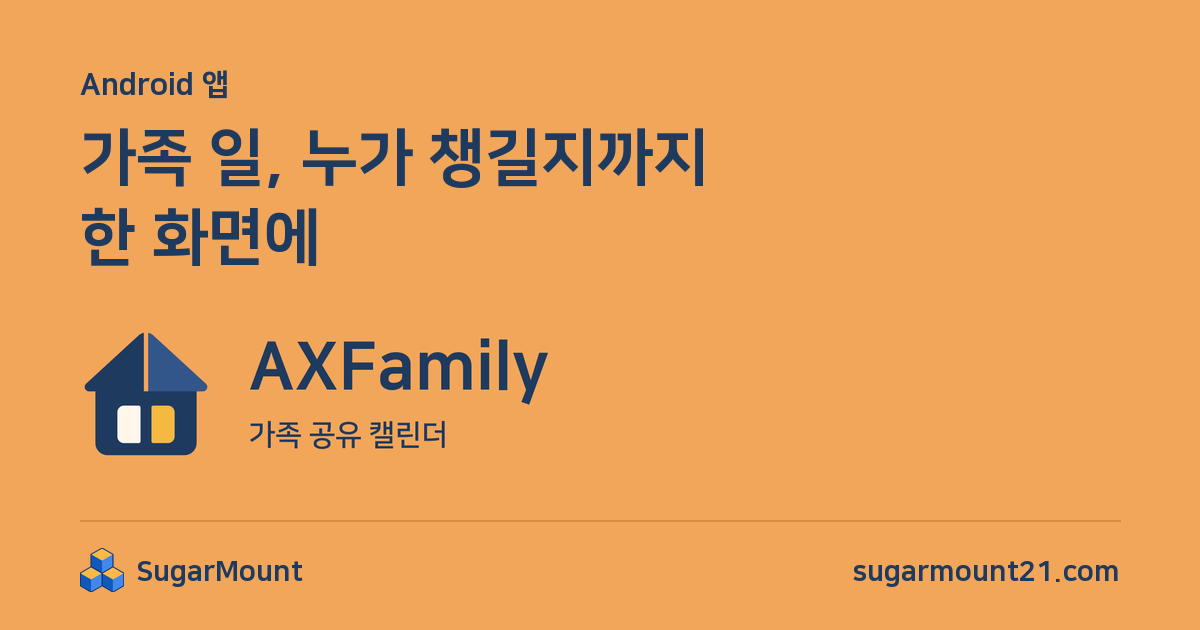 Android 앱
가족 일, 누가 챙길지까지
한 화면에
AXFamily
가족 공유 캘린더
SugarMount
sugarmount21.com